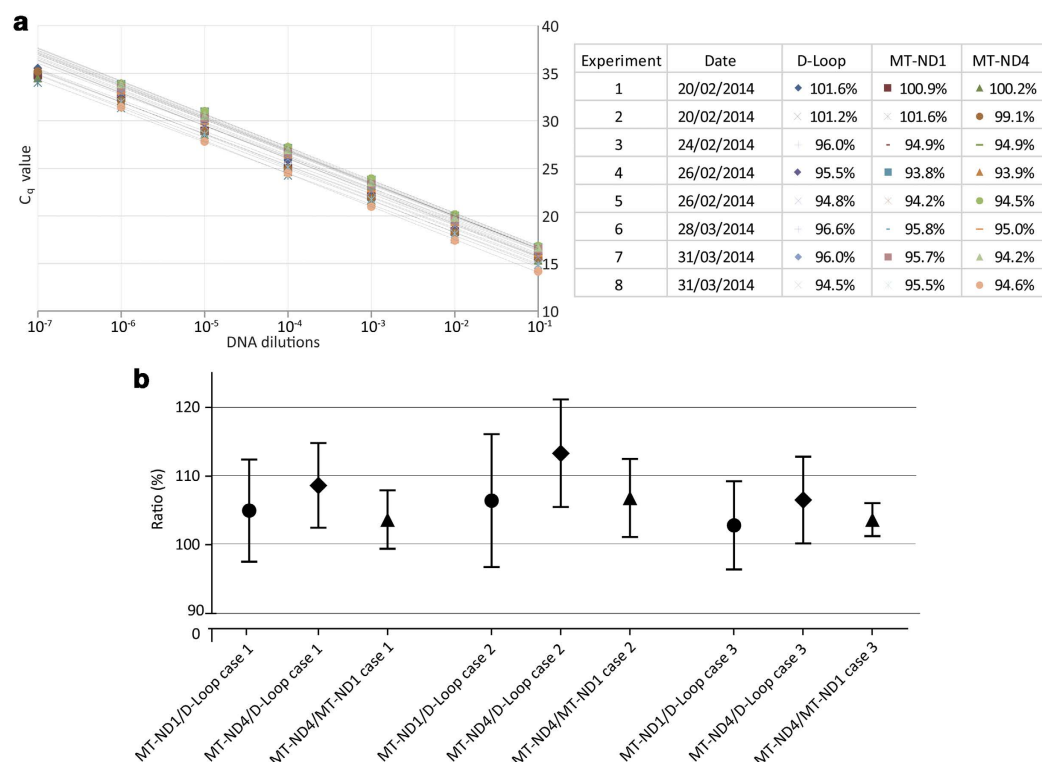 a
40
35
30
25
20
15
10
Cq value
10-7 10-6 10-5 10-4 10-3 10-2 10-1
DNA dilutions
Experiment Date D-Loop MT-ND1 MT-ND4
1 20/02/2014 101.6% 100.9% 100.2%
2 20/02/2014 101.2% 101.6% 99.1%
3 24/02/2014 96.0% 94.9% 94.9%
4 26/02/2014 95.5% 93.8% 93.9%
5 26/02/2014 94.8% 94.2% 94.5%
6 28/03/2014 96.6% 95.8% 95.0%
7 31/03/2014 96.0% 95.7% 94.2%
8 31/03/2014 94.5% 95.5% 94.6%
b
120
110
100
90
0
Ratio (%)
MT-ND1/D-Loop case 1
MT-ND4/D-Loop case 1
MT-ND4/MT-ND1 case 1
MT-ND1/D-Loop case 2
MT-ND4/D-Loop case 2
MT-ND4/MT-ND1 case 2
MT-ND1/D-Loop case 3
MT-ND4/D-Loop case 3
MT-ND4/MT-ND1 case 3